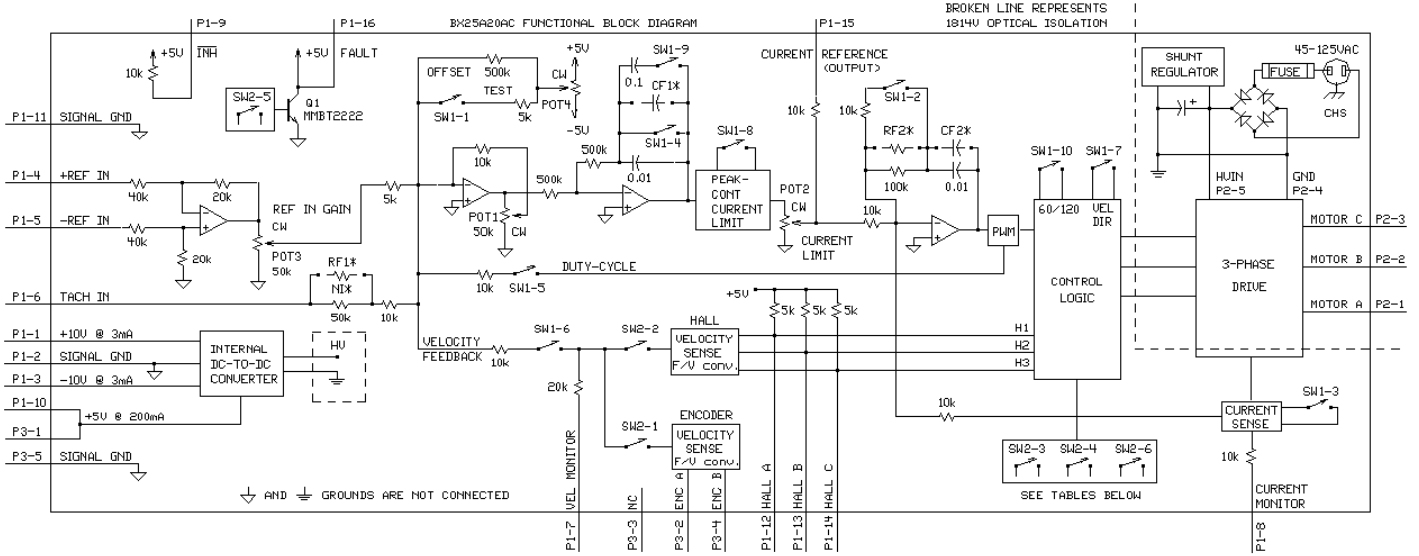 BROKEN LINE REPRESENTS
1814V OPTICAL ISOLATION
P1-9
P1-16
BX25A20AC FUNCTIONAL BLOCK DIAGRAM
P1-15
+5V
INH
10k
+5V
FAULT
SW2-5
Q1
MMBT2222
P1-11
SIGNAL GND
OFFSET
500k
TEST
SW1-1
5k
+5V
CW
POT4
-5V
SW1-9
0.1
CF1*
SW1-4
0.01
500k
CURRENT REFERENCE
(OUTPUT)
10k
10k
SW1-2
RF2*
CF2*
100k
0.01
SHUNT
REGULATOR
+
45-125VAC
FUSE
CHS
P1-4
+REF IN
40k
20k
P1-5
-REF IN
40k
20k
REF IN GAIN
CW
POT3
50k
5k
10k
POT1
50k
CW
500k
SW1-8
PEAK-
CONT
CURRENT
LIMIT
POT2
CW
CURRENT
LIMIT
10k
PWM
SW1-10
SW1-7
60/120
VEL
DIR
CONTROL
LOGIC
HVIN
P2-5
GND
P2-4
3-PHASE
DRIVE
MOTOR C
P2-3
MOTOR B
P2-2
MOTOR A
P2-1
10k
SW1-5
DUTY-CYCLE
P1-6
TACH IN
RF1*
NI*
50k
10k
+5V
5k
5k
5k
P1-1
+10V @ 3mA
P1-2
SIGNAL GND
P1-3
-10V @ 3mA
INTERNAL
DC-TO-DC
CONVERTER
HV
P1-10
+5V @ 200mA
P3-1
P3-5
SIGNAL GND
VELOCITY
FEEDBACK
10k
SW1-6
SW2-2
HALL
VELOCITY
SENSE
F/V conv.
H1
H2
H3
20k
SW2-1
ENCODER
VELOCITY
SENSE
F/V conv.
10k
CURRENT
SENSE
SW1-3
SW2-3
SW2-4
SW2-6
SEE TABLES BELOW
10k
CURRENT
MONITOR
AND
GROUNDS ARE NOT CONNECTED
P1-7 VEL MONITOR
P3-3 NC
P3-2 ENC A
P3-4 ENC B
P1-12 HALL A
P1-13 HALL B
P1-14 HALL C
P1-8